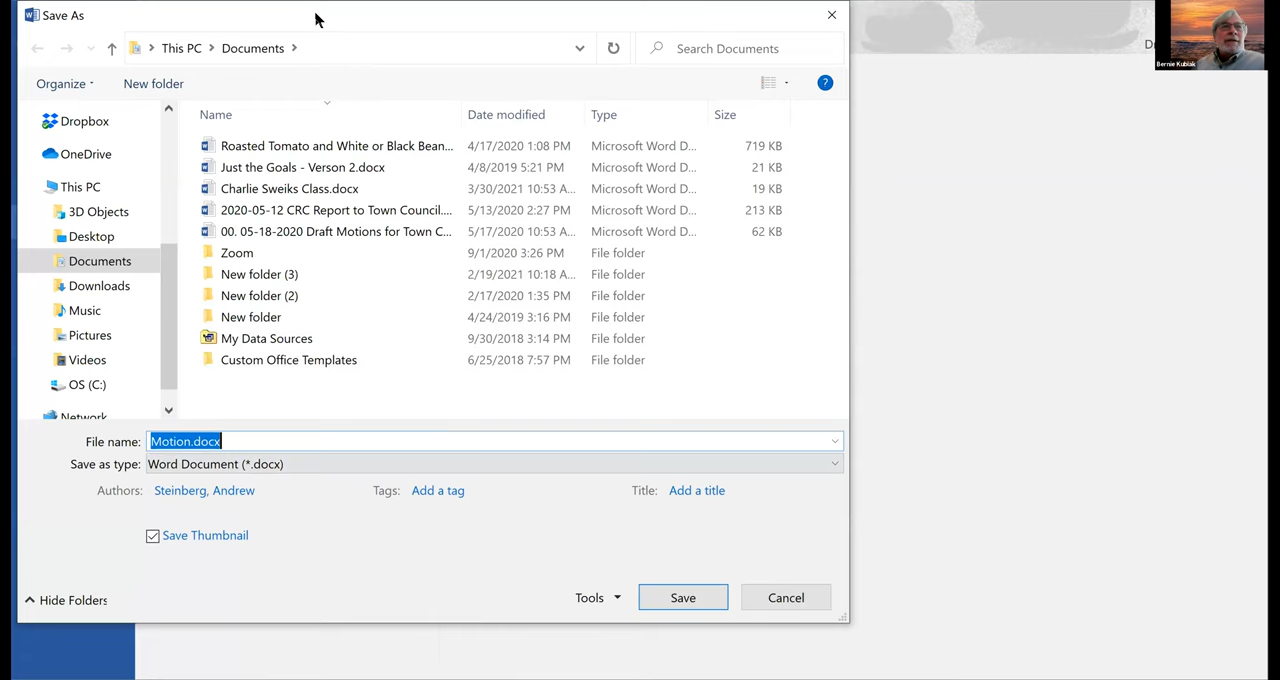 Save As
This PC > Documents >
Search Documents
Organize
New folder
?
Name
Date modified
Type
Size
Dropbox
OneDrive
This PC
3D Objects
Desktop
Documents
Downloads
Music
Pictures
Videos
OS (C:)
Network
Roasted Tomato and White or Black Bean... 4/17/2020 1:08 PM Microsoft Word D... 719 KB
Just the Goals - Verson 2.docx 4/8/2019 5:21 PM Microsoft Word D... 21 KB
Charlie Sweiks Class.docx 3/30/2021 10:53 A... Microsoft Word D... 19 KB
2020-05-12 CRC Report to Town Council.... 5/13/2020 2:27 PM Microsoft Word D... 213 KB
00. 05-18-2020 Draft Motions for Town C... 5/17/2020 10:53 A... Microsoft Word D... 62 KB
Zoom 9/1/2020 3:26 PM File folder
New folder (3) 2/19/2021 10:18 A... File folder
New folder (2) 2/17/2020 1:35 PM File folder
New folder 4/24/2019 3:16 PM File folder
My Data Sources 9/30/2018 3:14 PM File folder
Custom Office Templates 6/25/2018 7:57 PM File folder
File name: Motion.docx
Save as type: Word Document (*.docx)
Authors: Steinberg, Andrew
Tags: Add a tag
Title: Add a title
Save Thumbnail
Hide Folders
Tools
Save
Cancel
Bernie Kubiak